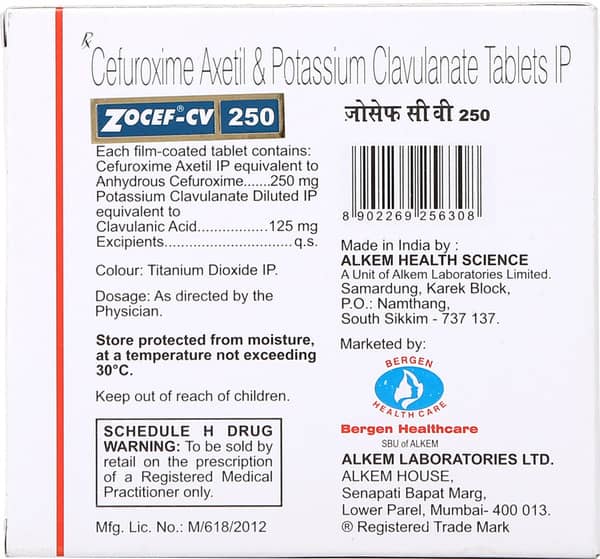 Rx Cefuroxime Axetil & Potassium Clavulanate Tablets IP
ZOCEF®-CV 250
जोसेफ सी वी 250
Each film-coated tablet contains:
Cefuroxime Axetil IP equivalent to
Anhydrous Cefuroxime.......250 mg
Potassium Clavulanate Diluted IP
equivalent to
Clavulanic Acid.................125 mg
Excipients..............................q.s.
Colour: Titanium Dioxide IP.
Dosage: As directed by the
Physician.
Store protected from moisture,
at a temperature not exceeding
30°C.
Keep out of reach of children.
SCHEDULE H DRUG
WARNING: To be sold by
retail on the prescription
of a Registered Medical
Practitioner only.
Mfg. Lic. No.: M/618/2012
8 902269 256308
Made in India by :
ALKEM HEALTH SCIENCE
A Unit of Alkem Laboratories Limited.
Samardung, Karek Block,
P.O.: Namthang,
South Sikkim - 737 137.
Marketed by:
BERGEN
HEALTHCARE
Bergen Healthcare
SBU of ALKEM
ALKEM LABORATORIES LTD.
ALKEM HOUSE,
Senapati Bapat Marg,
Lower Parel, Mumbai- 400 013.
® Registered Trade Mark